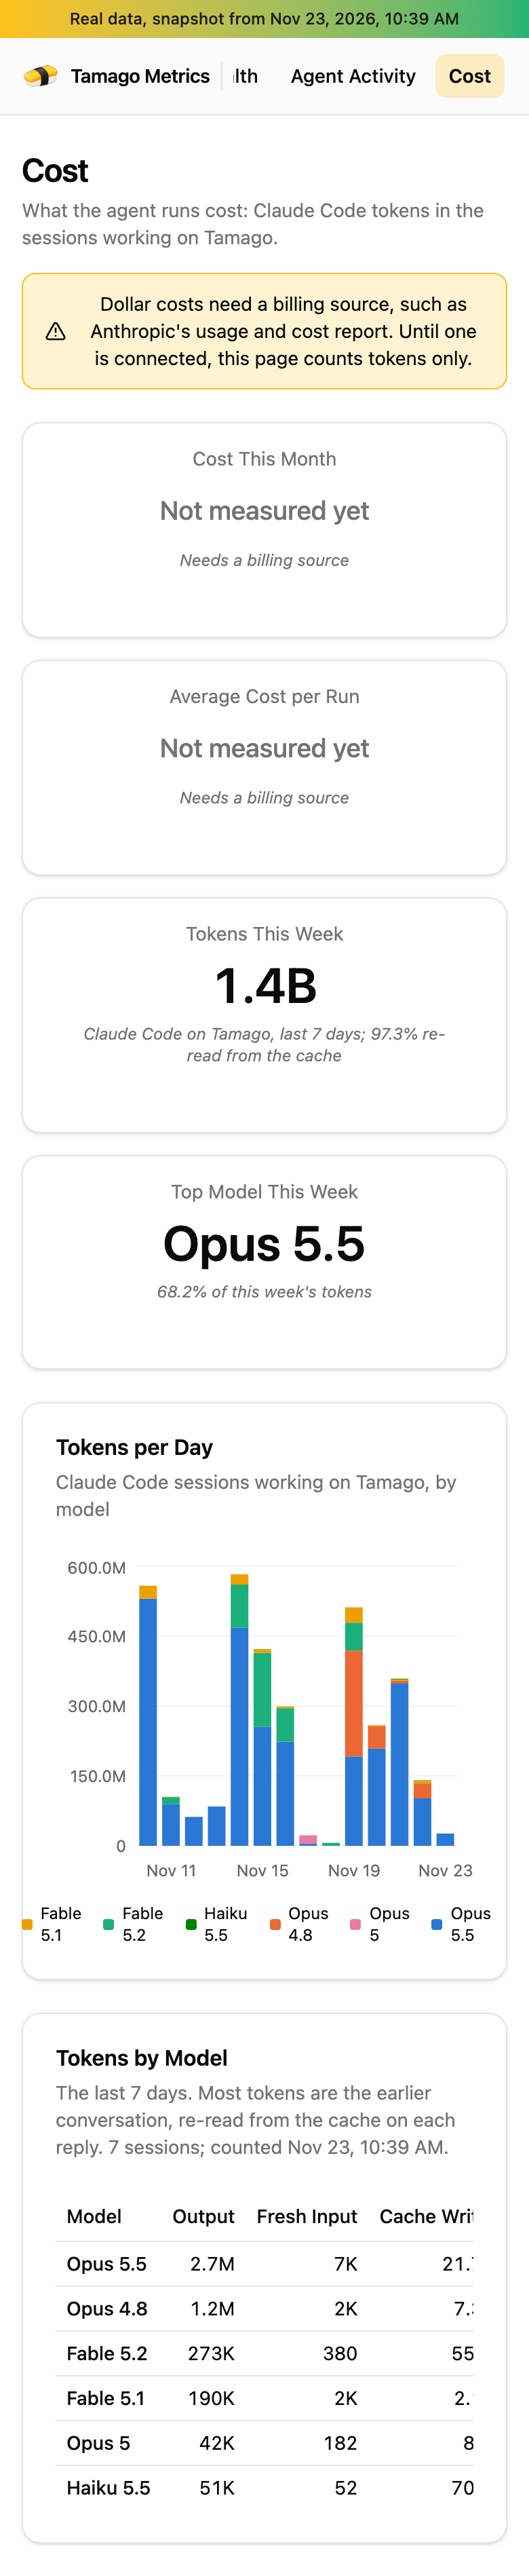 Real data, snapshot from Nov 23, 2026, 10:39 AM
Tamago Metrics
lth
Agent Activity
Cost
Cost
What the agent runs cost: Claude Code tokens in the
sessions working on Tamago.
Dollar costs need a billing source, such as
Anthropic's usage and cost report. Until one
is connected, this page counts tokens only.
Cost This Month
Not measured yet
Needs a billing source
Average Cost per Run
Not measured yet
Needs a billing source
Tokens This Week
1.4B
Claude Code on Tamago, last 7 days; 97.3% re-
read from the cache
Top Model This Week
Opus 5.5
68.2% of this week's tokens
Tokens per Day
Claude Code sessions working on Tamago, by
model
600.0M
450.0M
300.0M
150.0M
0
Nov 11 Nov 15 Nov 19 Nov 23
Fable 5.1
Fable 5.2
Haiku 5.5
Opus 4.8
Opus 5
Opus 5.5
Tokens by Model
The last 7 days. Most tokens are the earlier
conversation, re-read from the cache on each
reply. 7 sessions; counted Nov 23, 10:39 AM.
Model Output Fresh Input Cache Writ
Opus 5.5 2.7M 7K 21.
Opus 4.8 1.2M 2K 7.
Fable 5.2 273K 380 55
Fable 5.1 190K 2K 2.
Opus 5 42K 182 8
Haiku 5.5 51K 52 70